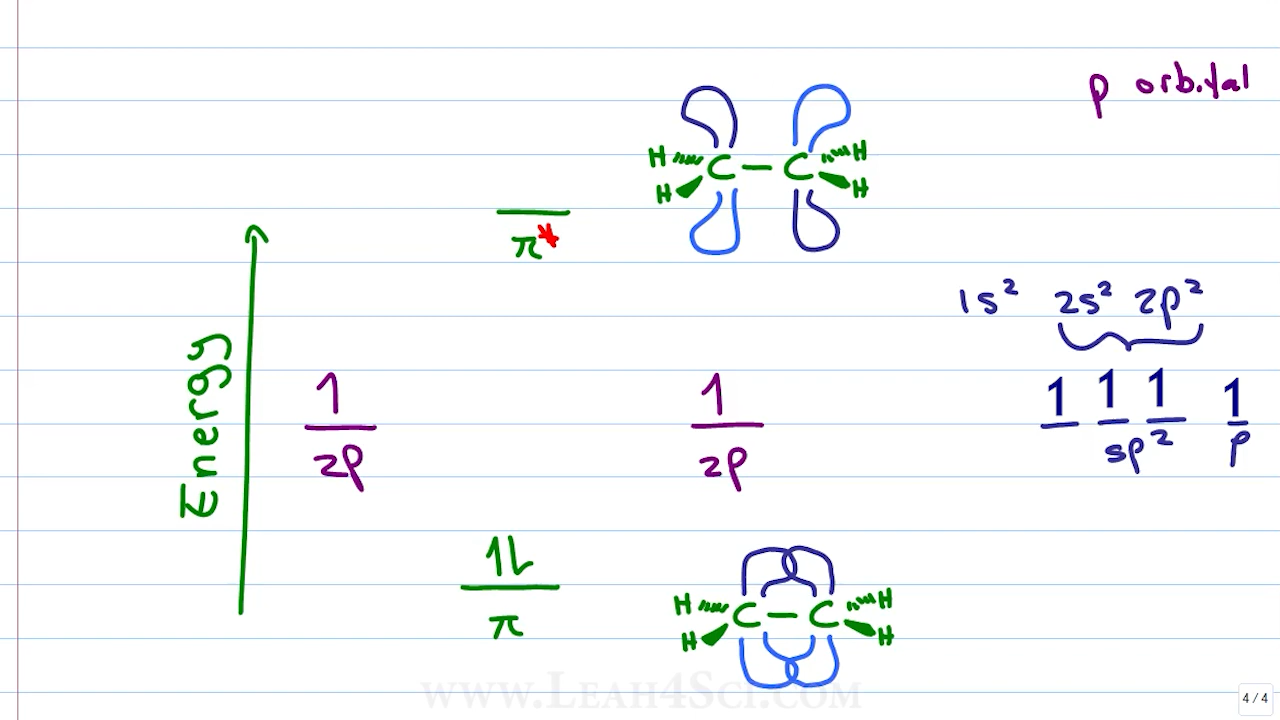 p orbital
H C — C H
H H
π*
1s² 2s² 2p²
Energy
1 1 1 1 1 1
2p 2p sp² p
1L
π
H C — C H
H H
www.Leah4Sci.com
4 / 4